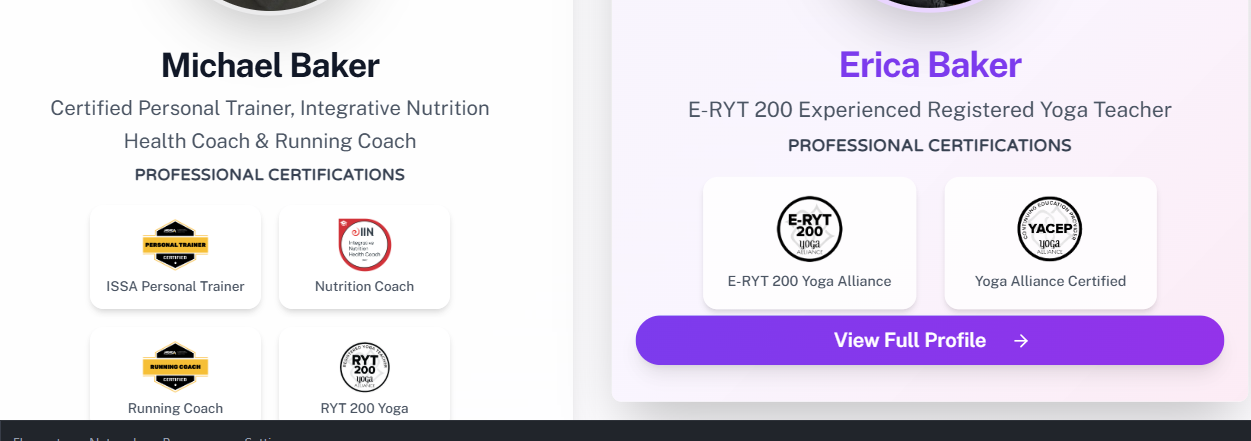 Michael Baker
Certified Personal Trainer, Integrative Nutrition
Health Coach & Running Coach
PROFESSIONAL CERTIFICATIONS
PERSONAL TRAINER
CERTIFIED
ISSA Personal Trainer
IIN
Integrative
Nutrition
Health Coach
Nutrition Coach
RUNNING COACH
CERTIFIED
Running Coach
REGISTERED YOGA TEACHER
RYT
200
yoga
ALLIANCE
RYT 200 Yoga
Erica Baker
E-RYT 200 Experienced Registered Yoga Teacher
PROFESSIONAL CERTIFICATIONS
E-RYT
200
yoga
ALLIANCE
E-RYT 200 Yoga Alliance
CONTINUING EDUCATION PROVIDER
YACEP
yoga
ALLIANCE
Yoga Alliance Certified
View Full Profile →